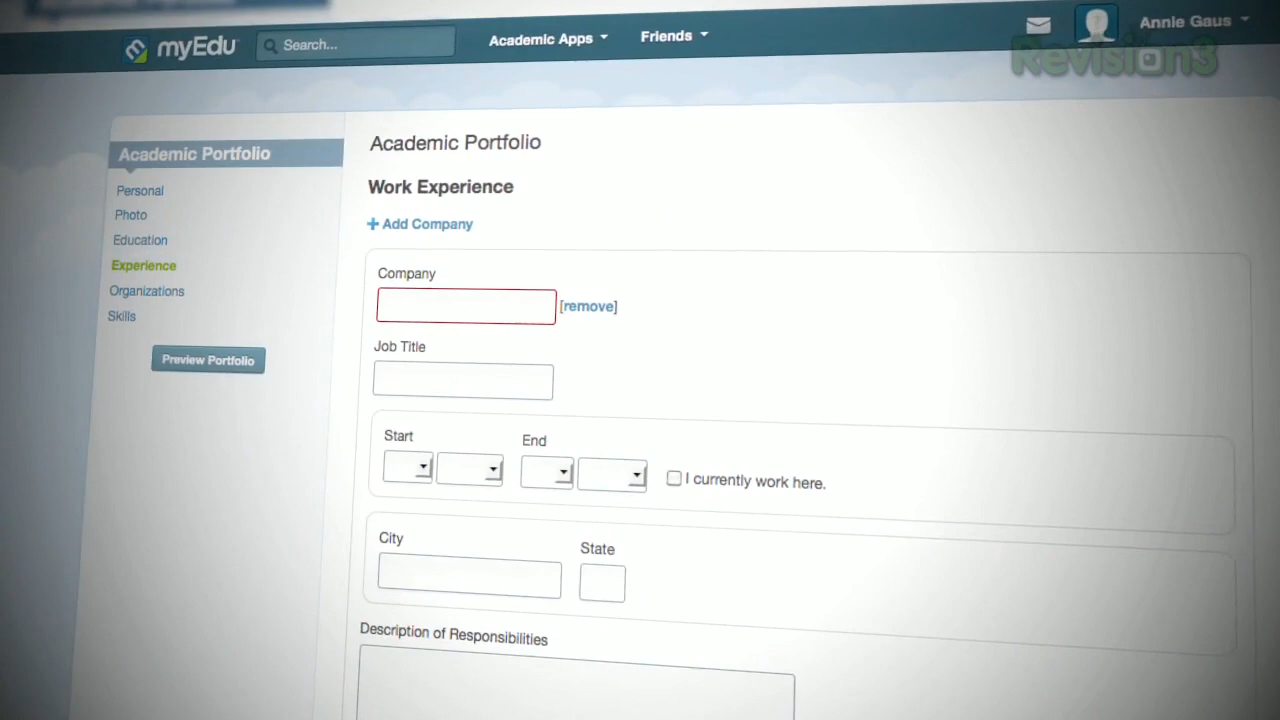 myEdu
Search...
Academic Apps
Friends
Annie Gaus
Revision3
Academic Portfolio
Personal
Photo
Education
Experience
Organizations
Skills
Preview Portfolio
Academic Portfolio
Work Experience
+ Add Company
Company
[remove]
Job Title
Start
End
I currently work here.
City
State
Description of Responsibilities